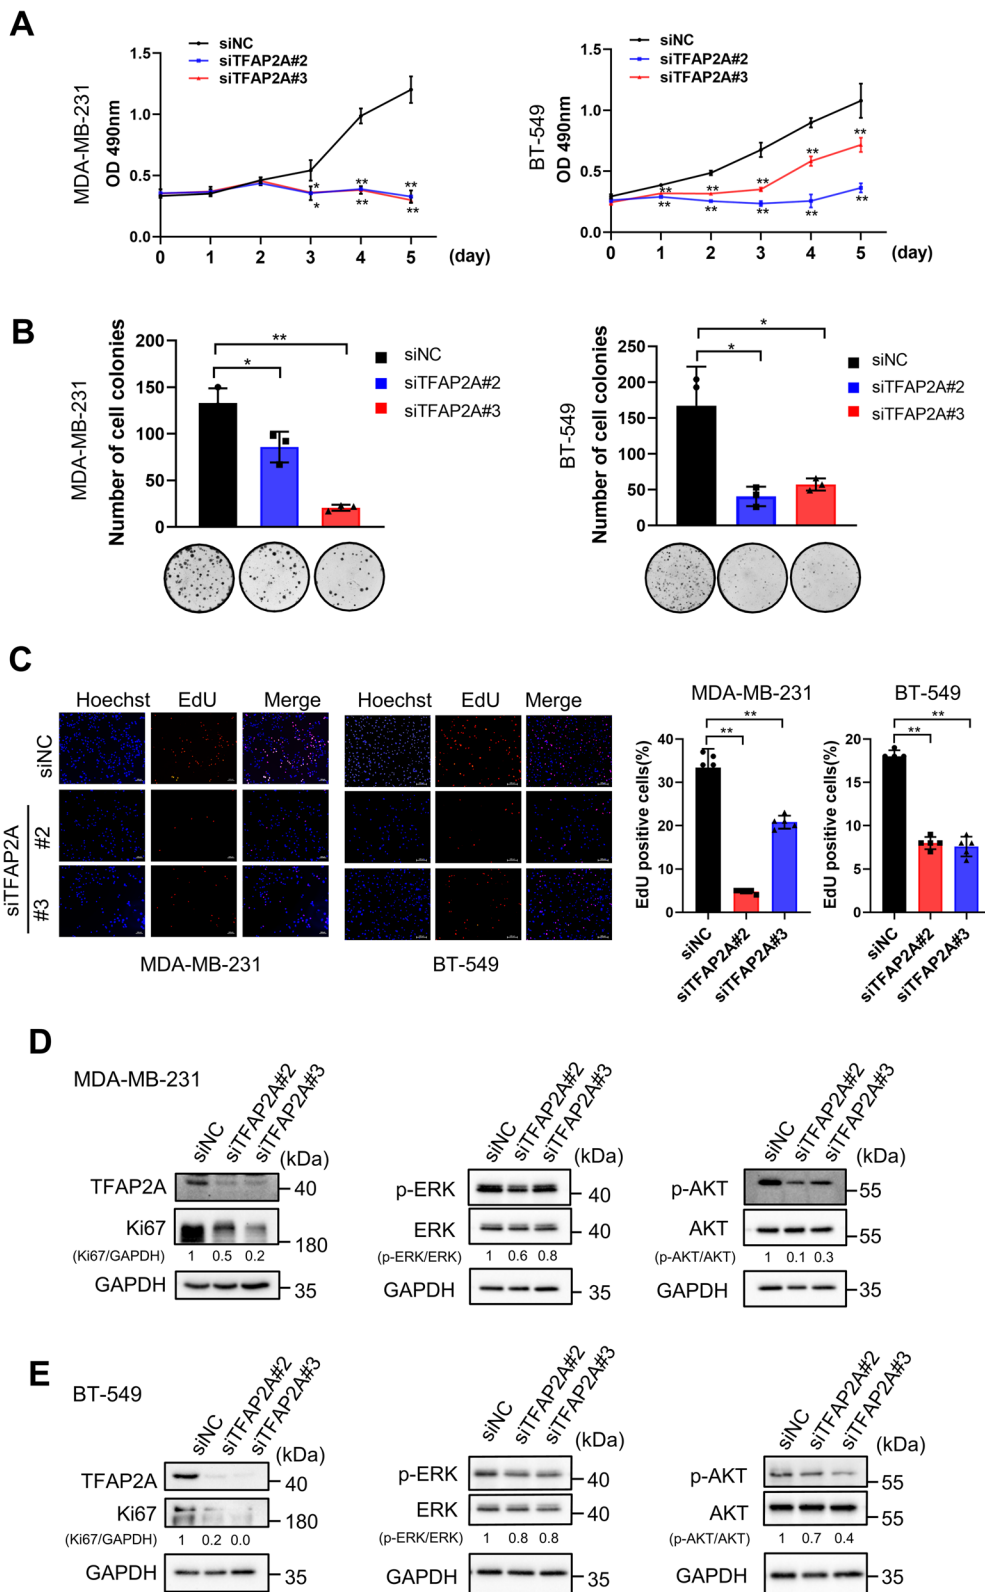 A
MDA-MB-231
OD 490nm
siNC
siTFAP2A#2
siTFAP2A#3
1.5
1.0
0.5
0.0
* ** **
* ** **
0 1 2 3 4 5 (day)
BT-549
OD 490nm
siNC
siTFAP2A#2
siTFAP2A#3
1.5
1.0
0.5
0.0
** ** ** ** **
** ** ** ** **
0 1 2 3 4 5 (day)
B
MDA-MB-231
Number of cell colonies
200
150
100
50
0
**
*
siNC
siTFAP2A#2
siTFAP2A#3
BT-549
Number of cell colonies
250
200
150
100
50
0
*
*
siNC
siTFAP2A#2
siTFAP2A#3
C
Hoechst EdU Merge Hoechst EdU Merge
siNC
siTFAP2A
#2
#3
MDA-MB-231 BT-549
MDA-MB-231
EdU positive cells(%)
40
30
20
10
0
**
**
siNC
siTFAP2A#2
siTFAP2A#3
BT-549
EdU positive cells(%)
20
15
10
5
0
**
**
siNC
siTFAP2A#2
siTFAP2A#3
D
MDA-MB-231
siNC siTFAP2A#2 siTFAP2A#3
(kDa)
TFAP2A 40
Ki67 180
(Ki67/GAPDH) 1 0.5 0.2
GAPDH 35
siNC siTFAP2A#2 siTFAP2A#3
(kDa)
p-ERK 40
ERK 40
(p-ERK/ERK) 1 0.6 0.8
GAPDH 35
siNC siTFAP2A#2 siTFAP2A#3
(kDa)
p-AKT 55
AKT 55
(p-AKT/AKT) 1 0.1 0.3
GAPDH 35
E
BT-549
siNC siTFAP2A#2 siTFAP2A#3
(kDa)
TFAP2A 40
Ki67 180
(Ki67/GAPDH) 1 0.2 0.0
GAPDH 35
siNC siTFAP2A#2 siTFAP2A#3
(kDa)
p-ERK 40
ERK 40
(p-ERK/ERK) 1 0.8 0.8
GAPDH 35
siNC siTFAP2A#2 siTFAP2A#3
(kDa)
p-AKT 55
AKT 55
(p-AKT/AKT) 1 0.7 0.4
GAPDH 35